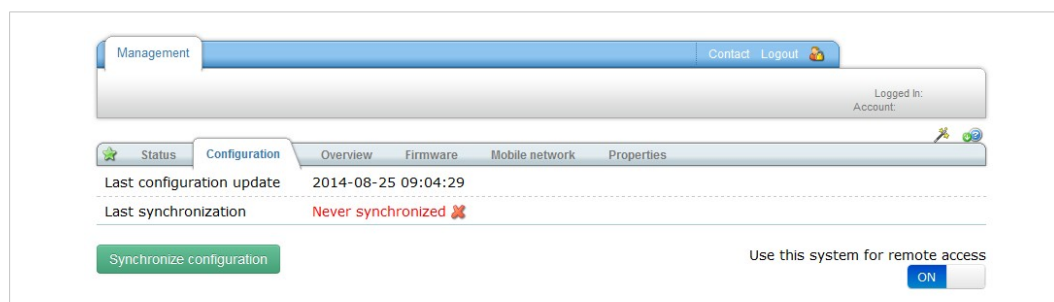 Management
Contact Logout
Logged In:
Account:
Status Configuration Overview Firmware Mobile network Properties
Last configuration update 2014-08-25 09:04:29
Last synchronization Never synchronized
Synchronize configuration
Use this system for remote access
ON